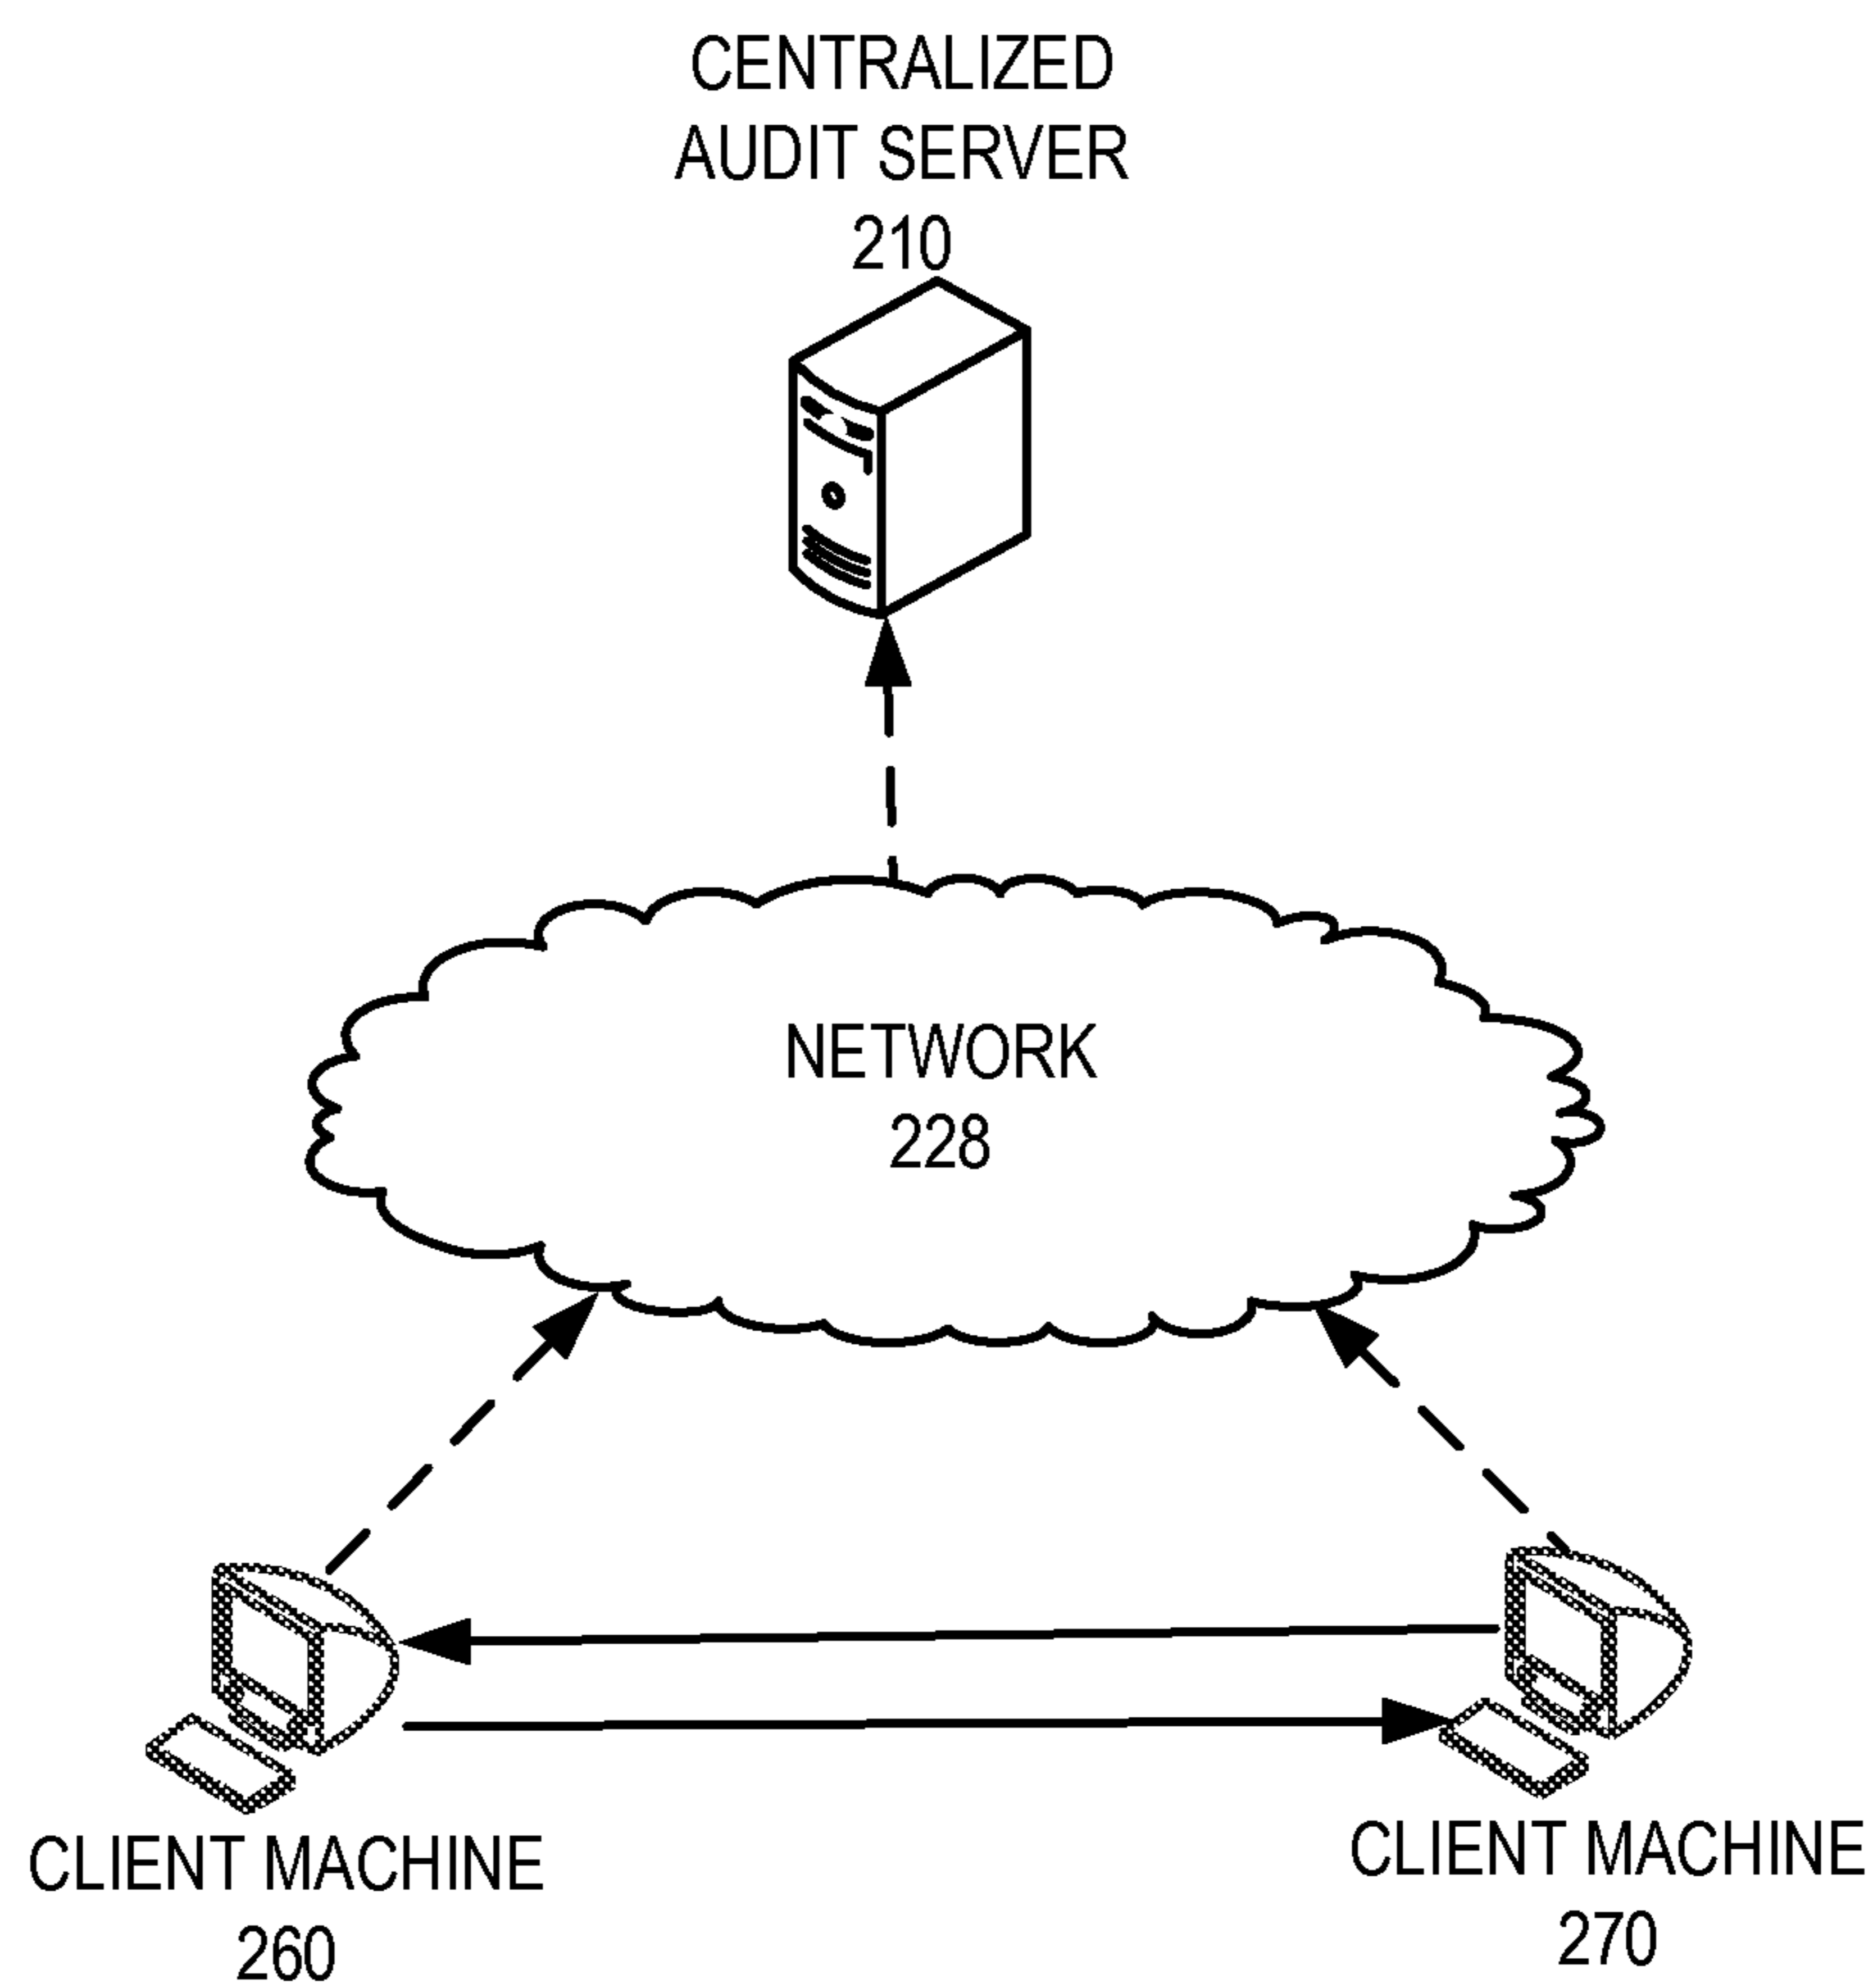 CENTRALIZED
AUDIT SERVER
210
NETWORK
228
CLIENT MACHINE
260
CLIENT MACHINE
270